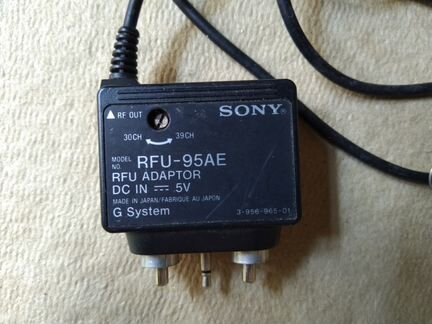 ▲ RF OUT
SONY
30CH 39CH
MODEL NO. RFU-95AE
RFU ADAPTOR
DC IN ⎓ 5V
MADE IN JAPAN/FABRIQUE AU JAPON
G System 3-956-965-01